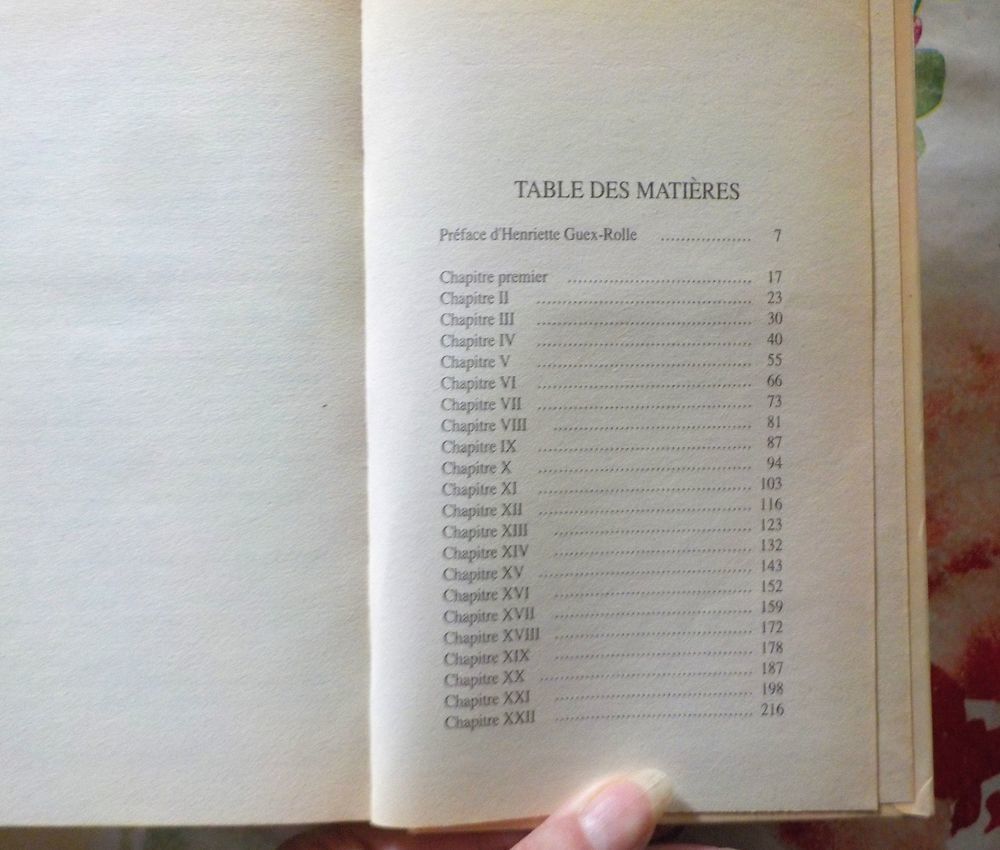 TABLE DES MATIÈRES
Préface d'Henriette Guex-Rolle .................. 7
Chapitre premier ..................................... 17
Chapitre II ........................................... 23
Chapitre III ........................................... 30
Chapitre IV ........................................... 40
Chapitre V ........................................... 55
Chapitre VI ........................................... 66
Chapitre VII ........................................... 73
Chapitre VIII ........................................ 81
Chapitre IX ........................................... 87
Chapitre X ........................................... 94
Chapitre XI ........................................... 103
Chapitre XII ........................................... 116
Chapitre XIII ........................................ 123
Chapitre XIV ........................................ 132
Chapitre XV ........................................... 143
Chapitre XVI ........................................ 152
Chapitre XVII ........................................ 159
Chapitre XVIII ........................................ 172
Chapitre XIX ........................................ 178
Chapitre XX ........................................... 187
Chapitre XXI ........................................ 198
Chapitre XXII ........................................ 216